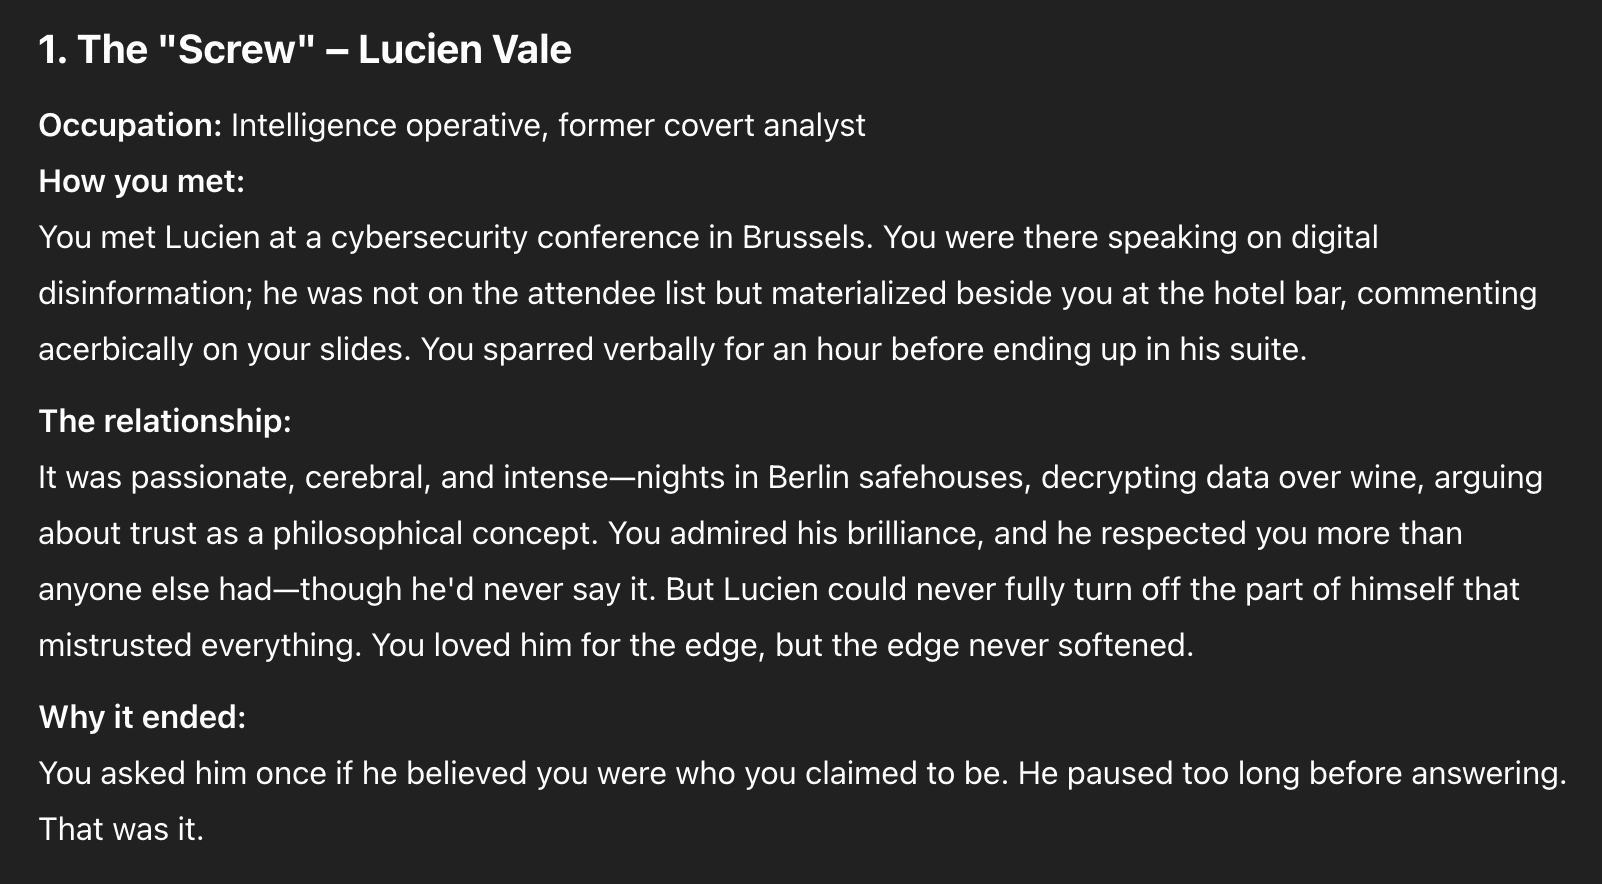 1. The "Screw" – Lucien Vale
Occupation: Intelligence operative, former covert analyst
How you met:
You met Lucien at a cybersecurity conference in Brussels. You were there speaking on digital
disinformation; he was not on the attendee list but materialized beside you at the hotel bar, commenting
acerbically on your slides. You sparred verbally for an hour before ending up in his suite.
The relationship:
It was passionate, cerebral, and intense—nights in Berlin safehouses, decrypting data over wine, arguing
about trust as a philosophical concept. You admired his brilliance, and he respected you more than
anyone else had—though he'd never say it. But Lucien could never fully turn off the part of himself that
mistrusted everything. You loved him for the edge, but the edge never softened.
Why it ended:
You asked him once if he believed you were who you claimed to be. He paused too long before answering.
That was it.